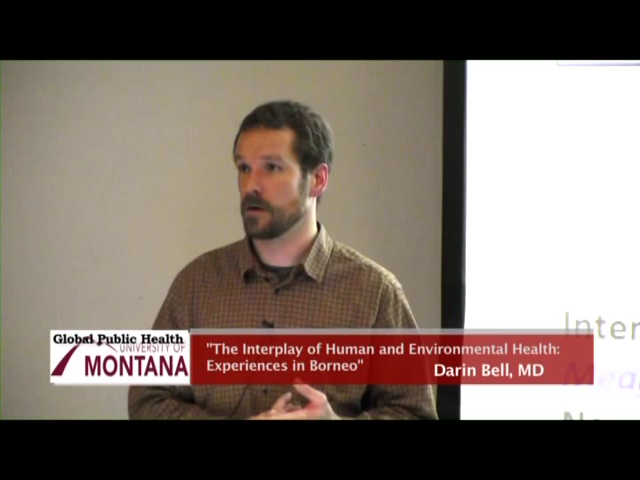 Global Public Health
UNIVERSITY OF
MONTANA
"The Interplay of Human and Environmental Health:
Experiences in Borneo"
Darin Bell, MD